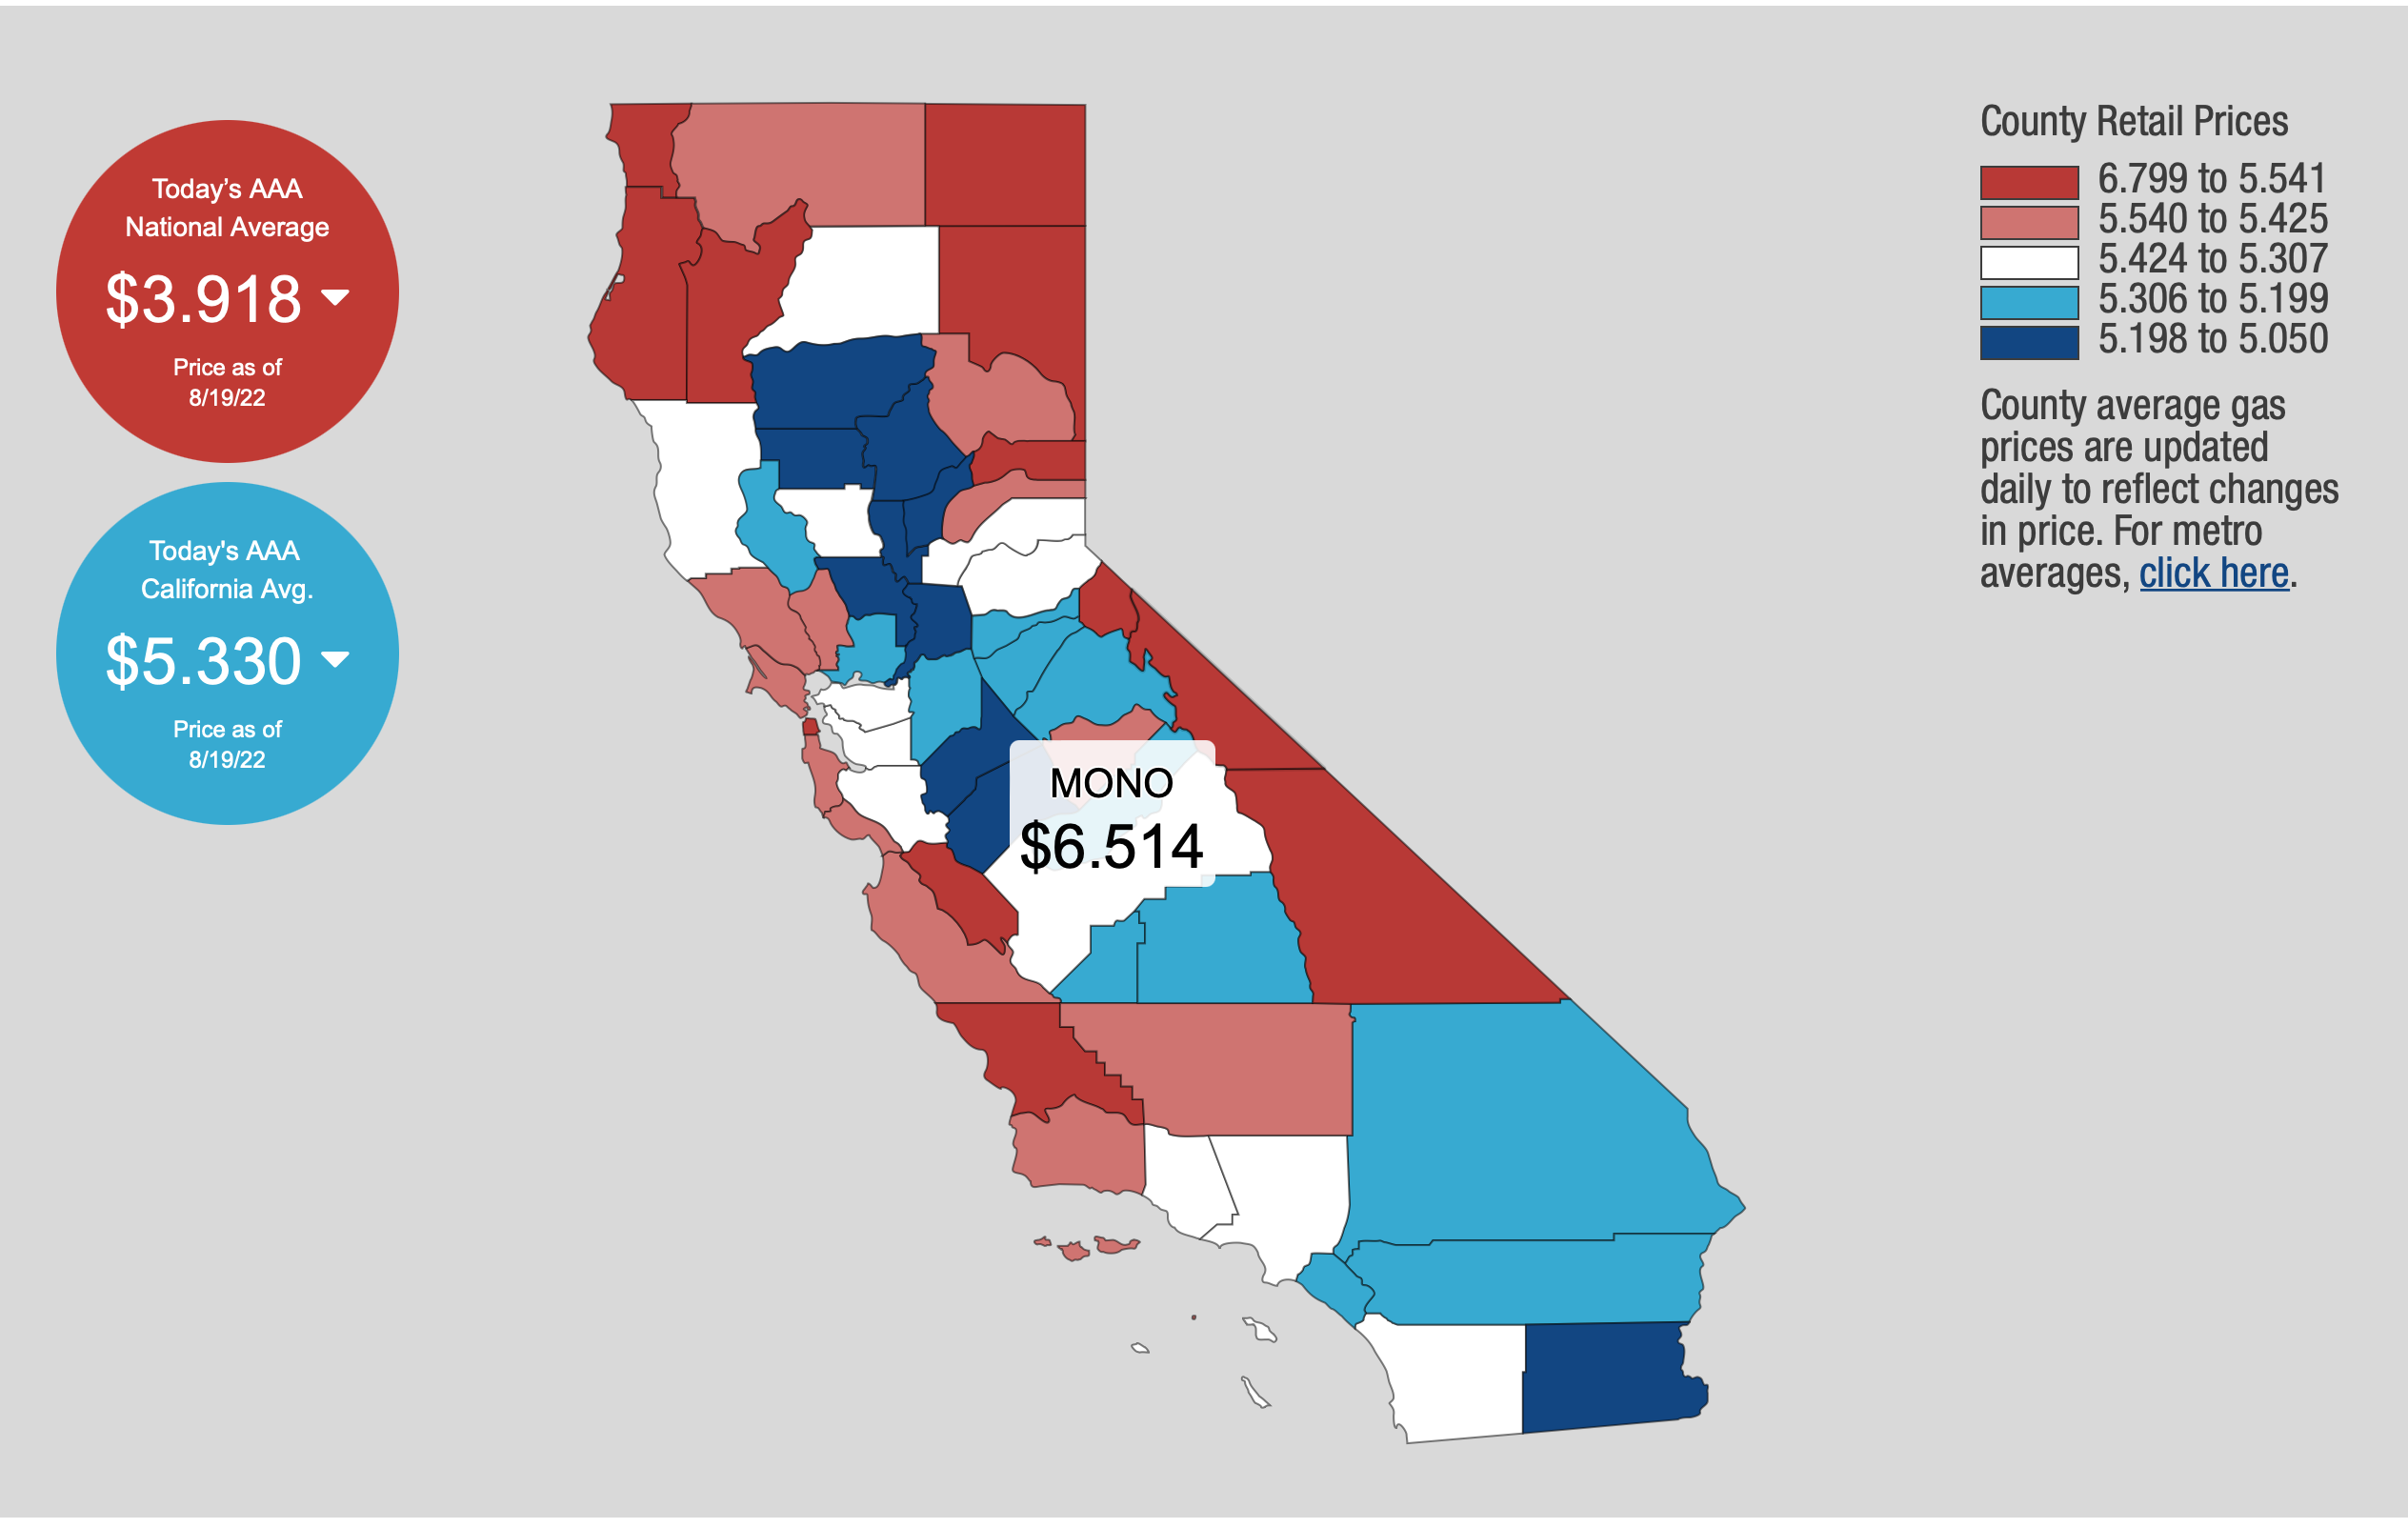 Today's AAA
National Average
$3.918
Price as of
8/19/22
Today's AAA
California Avg.
$5.330
Price as of
8/19/22
MONO
$6.514
County Retail Prices
6.799 to 5.541
5.540 to 5.425
5.424 to 5.307
5.306 to 5.199
5.198 to 5.050
County average gas
prices are updated
daily to reflect changes
in price. For metro
averages, click here.